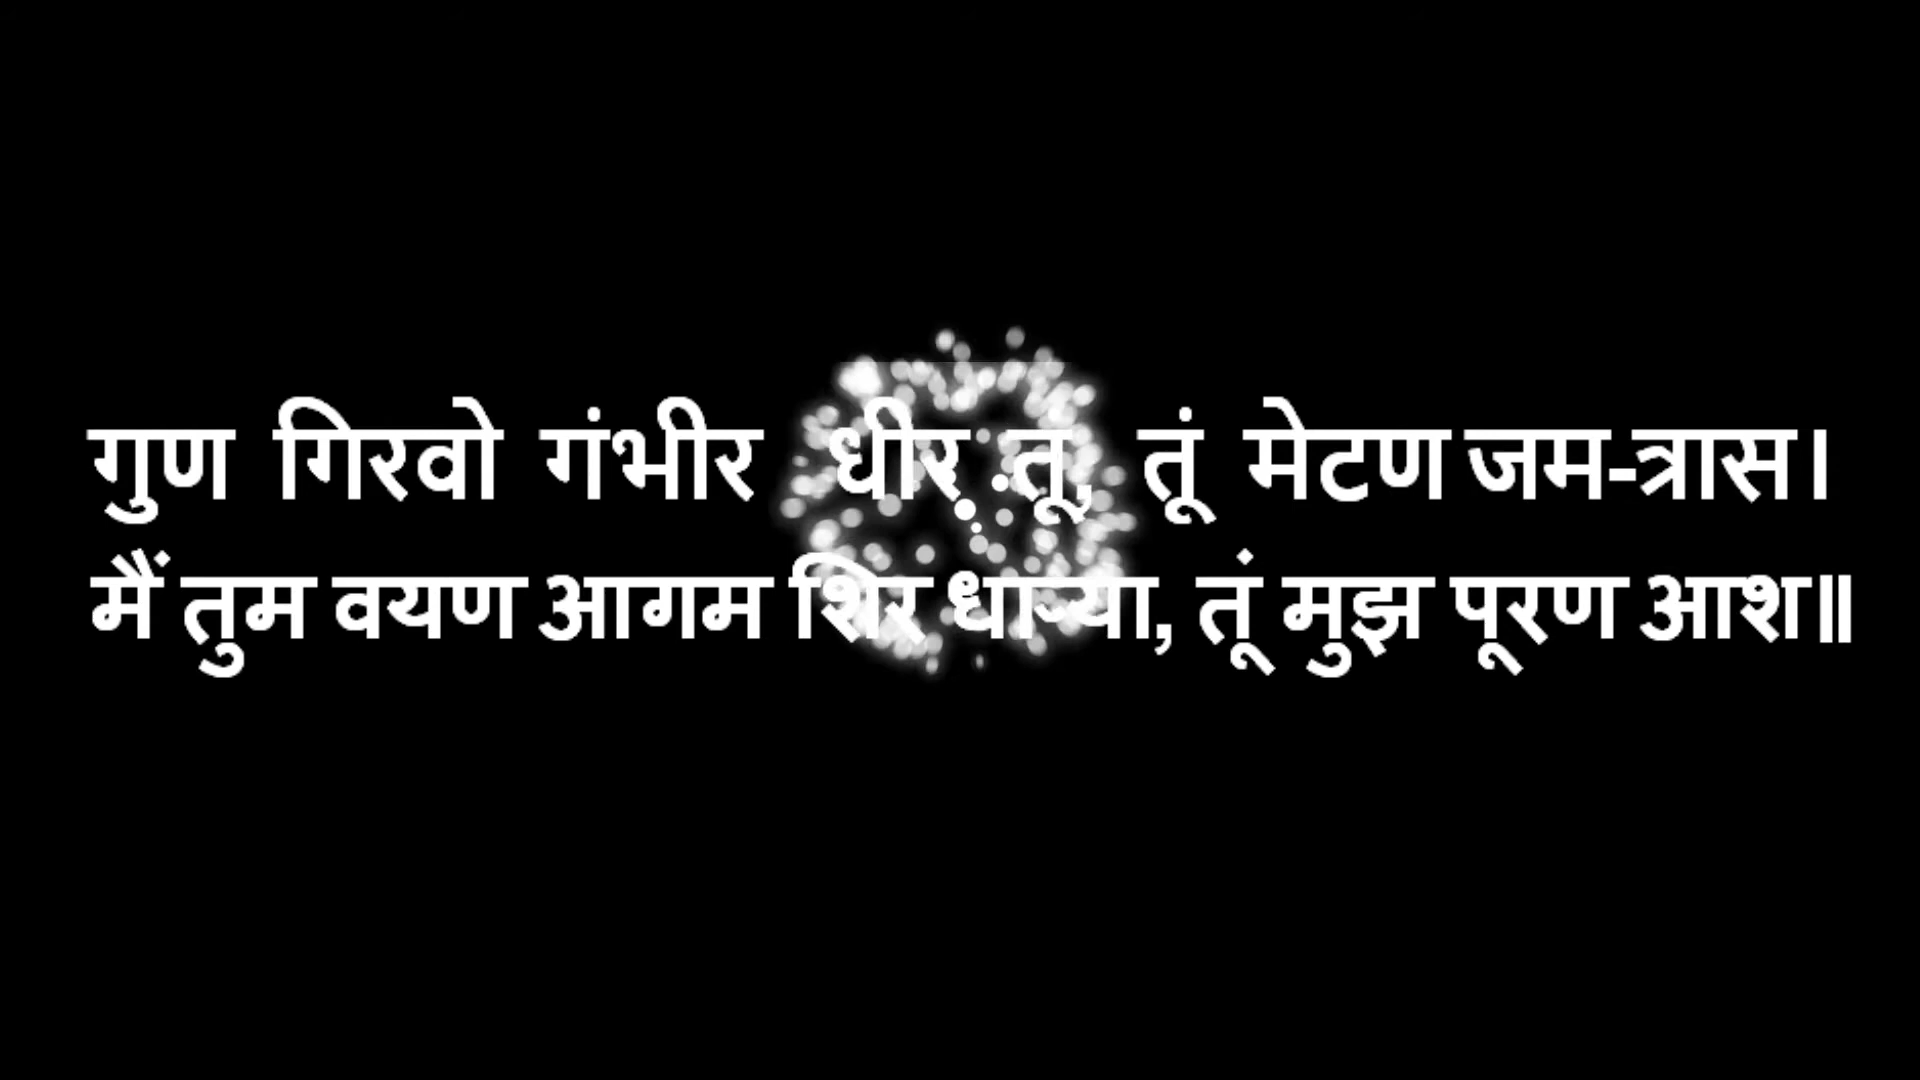 गुण गिरवो गंभीर धीर तू, तूं मेटण जम-त्रास।
मैं तुम वयण आगम शिर धाऱ्या, तूं मुझ पूरण आश॥